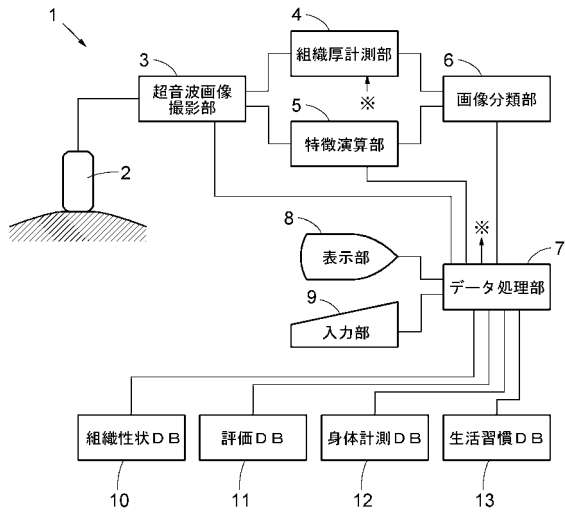 1
3
超音波画像
撮影部
4
組織厚計測部
※
5
特徴演算部
6
画像分類部
2
8
表示部
9
入力部
※
7
データ処理部
組織性状DB
評価DB
身体計測DB
生活習慣DB
10
11
12
13